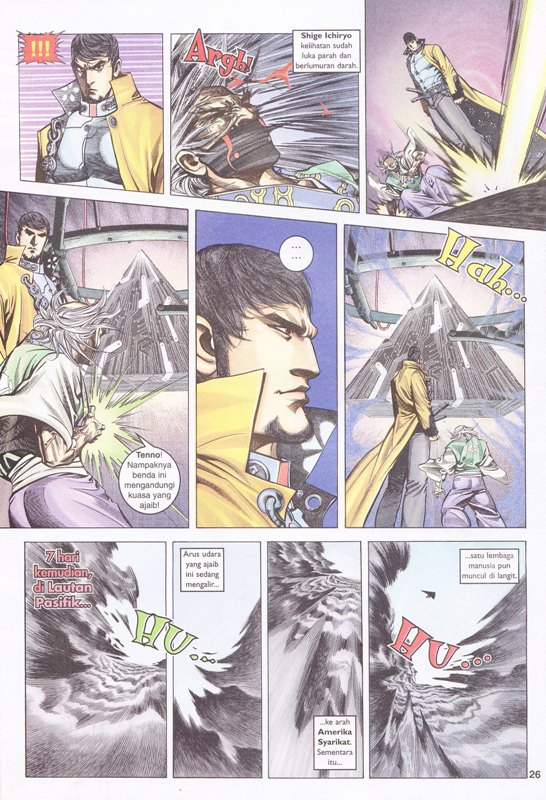 !!!
Argh!
Shige Ichiryo
kelihatan sudah
luka parah dan
berlumuran darah.
Tenno!
Nampaknya
benda ini
mengandungi
kuasa yang
ajaib!
...
...
Hah...
7 hari
kemudian,
di Lautan
Pasifik...
HU...
Arus udara
yang ajaib
ini sedang
mengalir...
...ke arah
Amerika
Syarikat.
Sementara
itu...
...satu lembaga
manusia pun
muncul di langit.
HU...
26